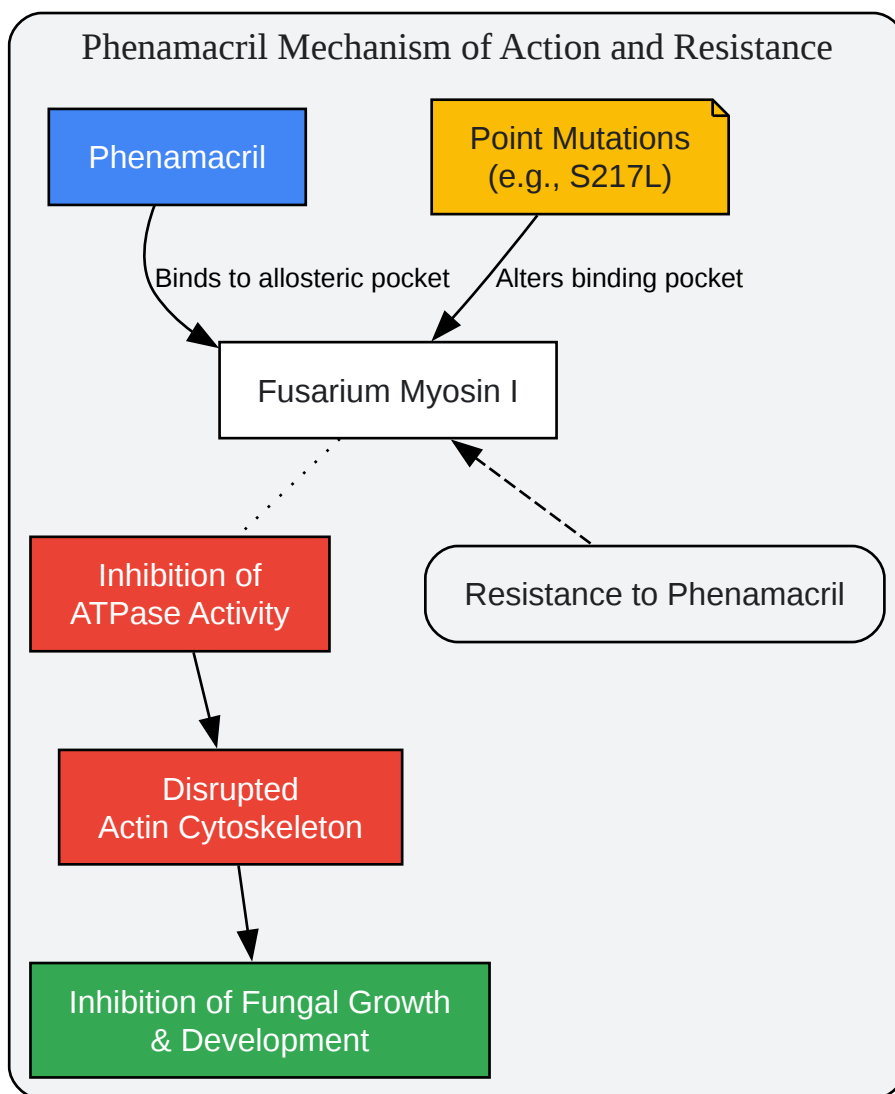 Phenamacril Mechanism of Action and Resistance
Phenamacril
Point Mutations
(e.g., S217L)
Binds to allosteric pocket
Alters binding pocket
Fusarium Myosin I
Inhibition of
ATPase Activity
Resistance to Phenamacril
Disrupted
Actin Cytoskeleton
Inhibition of Fungal Growth
& Development